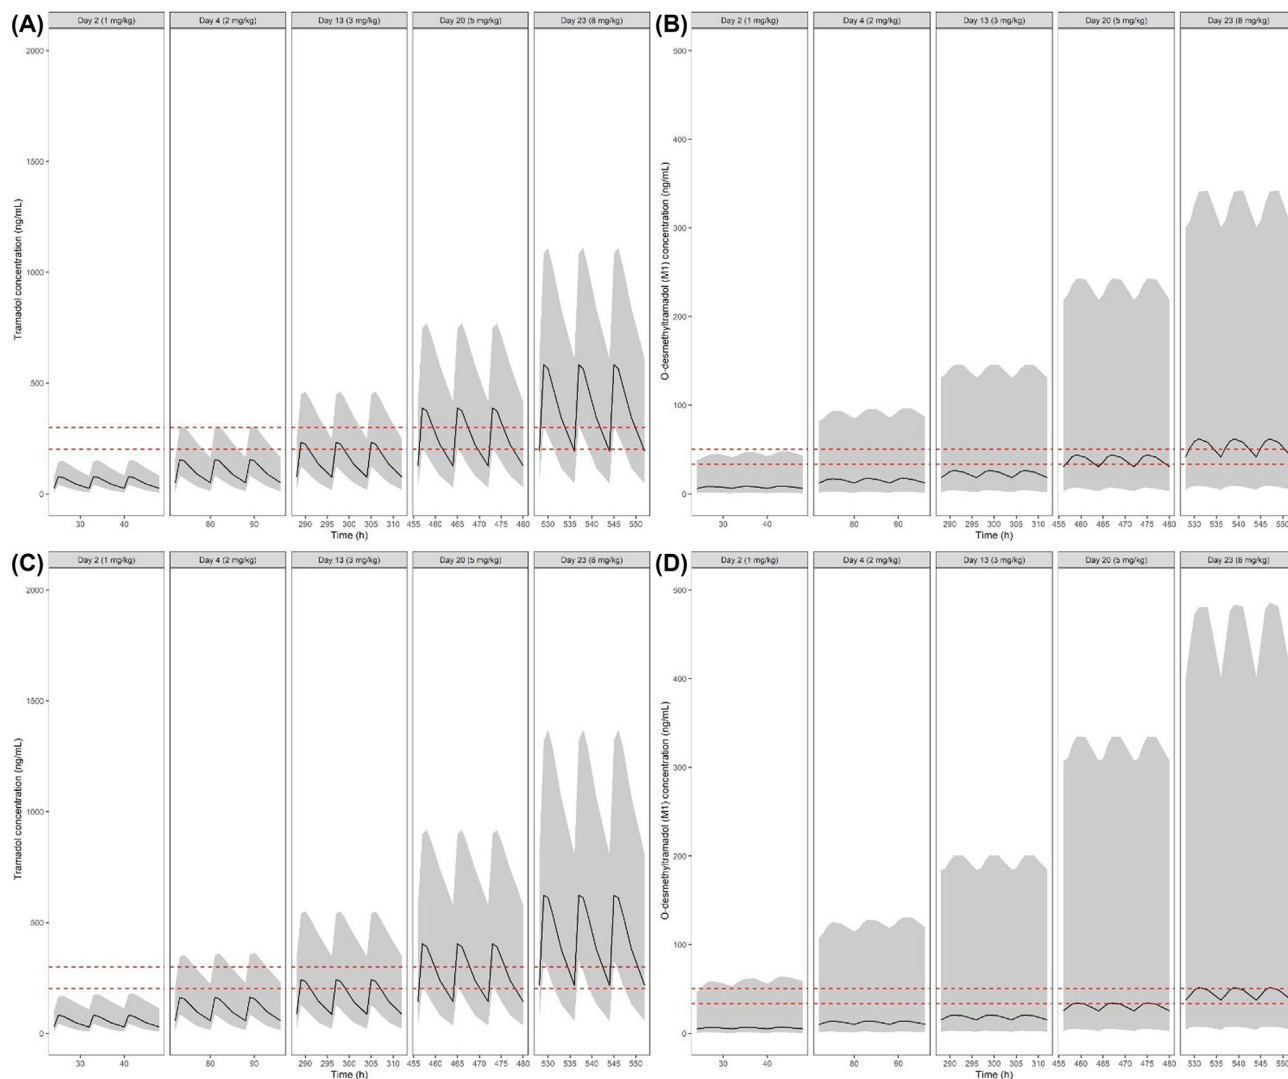 (A)
Day 2 (1 mg/kg) Day 4 (2 mg/kg) Day 13 (3 mg/kg) Day 20 (5 mg/kg) Day 23 (8 mg/kg)
Tramadol concentration (ng/mL)
2000
1500
1000
500
0
30 40 80 90 290 295 300 305 310 455 460 465 470 475 480 530 535 540 545 550
Time (h)
(B)
Day 2 (1 mg/kg) Day 4 (2 mg/kg) Day 13 (3 mg/kg) Day 20 (5 mg/kg) Day 23 (8 mg/kg)
O-desmethyltramadol (M1) concentration (ng/mL)
500
400
300
200
100
0
30 40 80 90 290 295 300 305 310 455 460 465 470 475 480 530 535 540 545 550
Time (h)
(C)
Day 2 (1 mg/kg) Day 4 (2 mg/kg) Day 13 (3 mg/kg) Day 20 (5 mg/kg) Day 23 (8 mg/kg)
Tramadol concentration (ng/mL)
2000
1500
1000
500
0
30 40 80 90 290 295 300 305 310 455 460 465 470 475 480 530 535 540 545 550
Time (h)
(D)
Day 2 (1 mg/kg) Day 4 (2 mg/kg) Day 13 (3 mg/kg) Day 20 (5 mg/kg) Day 23 (8 mg/kg)
O-desmethyltramadol (M1) concentration (ng/mL)
500
400
300
200
100
0
30 40 80 90 290 295 300 305 310 455 460 465 470 475 480 530 535 540 545 550
Time (h)